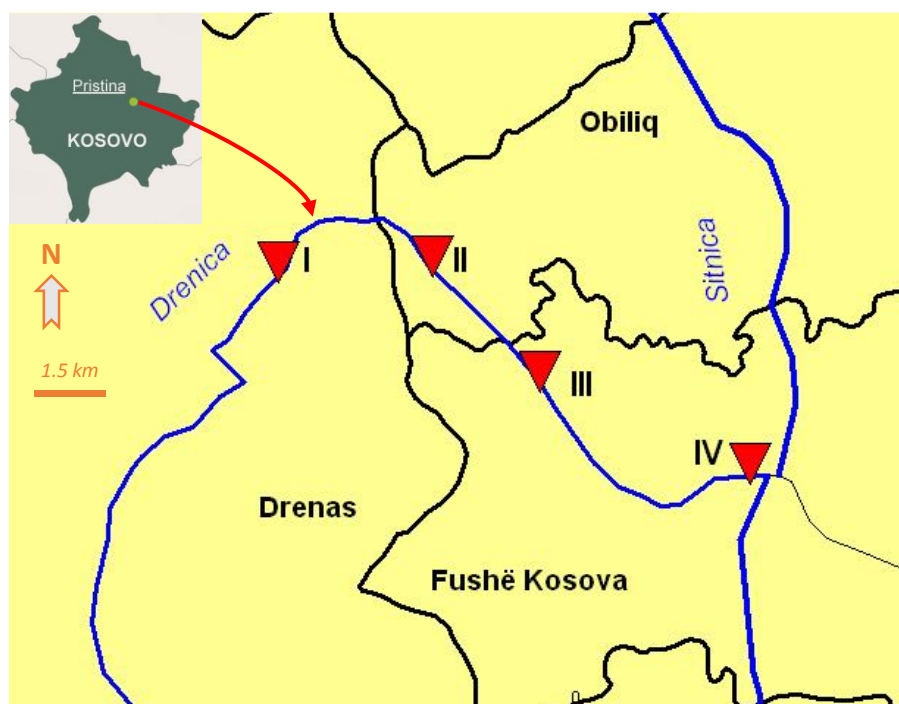 Pristina
KOSOVO
Obiliq
Drenica
I
II
Sitnica
N
1.5 km
III
IV
Drenas
Fushë Kosova